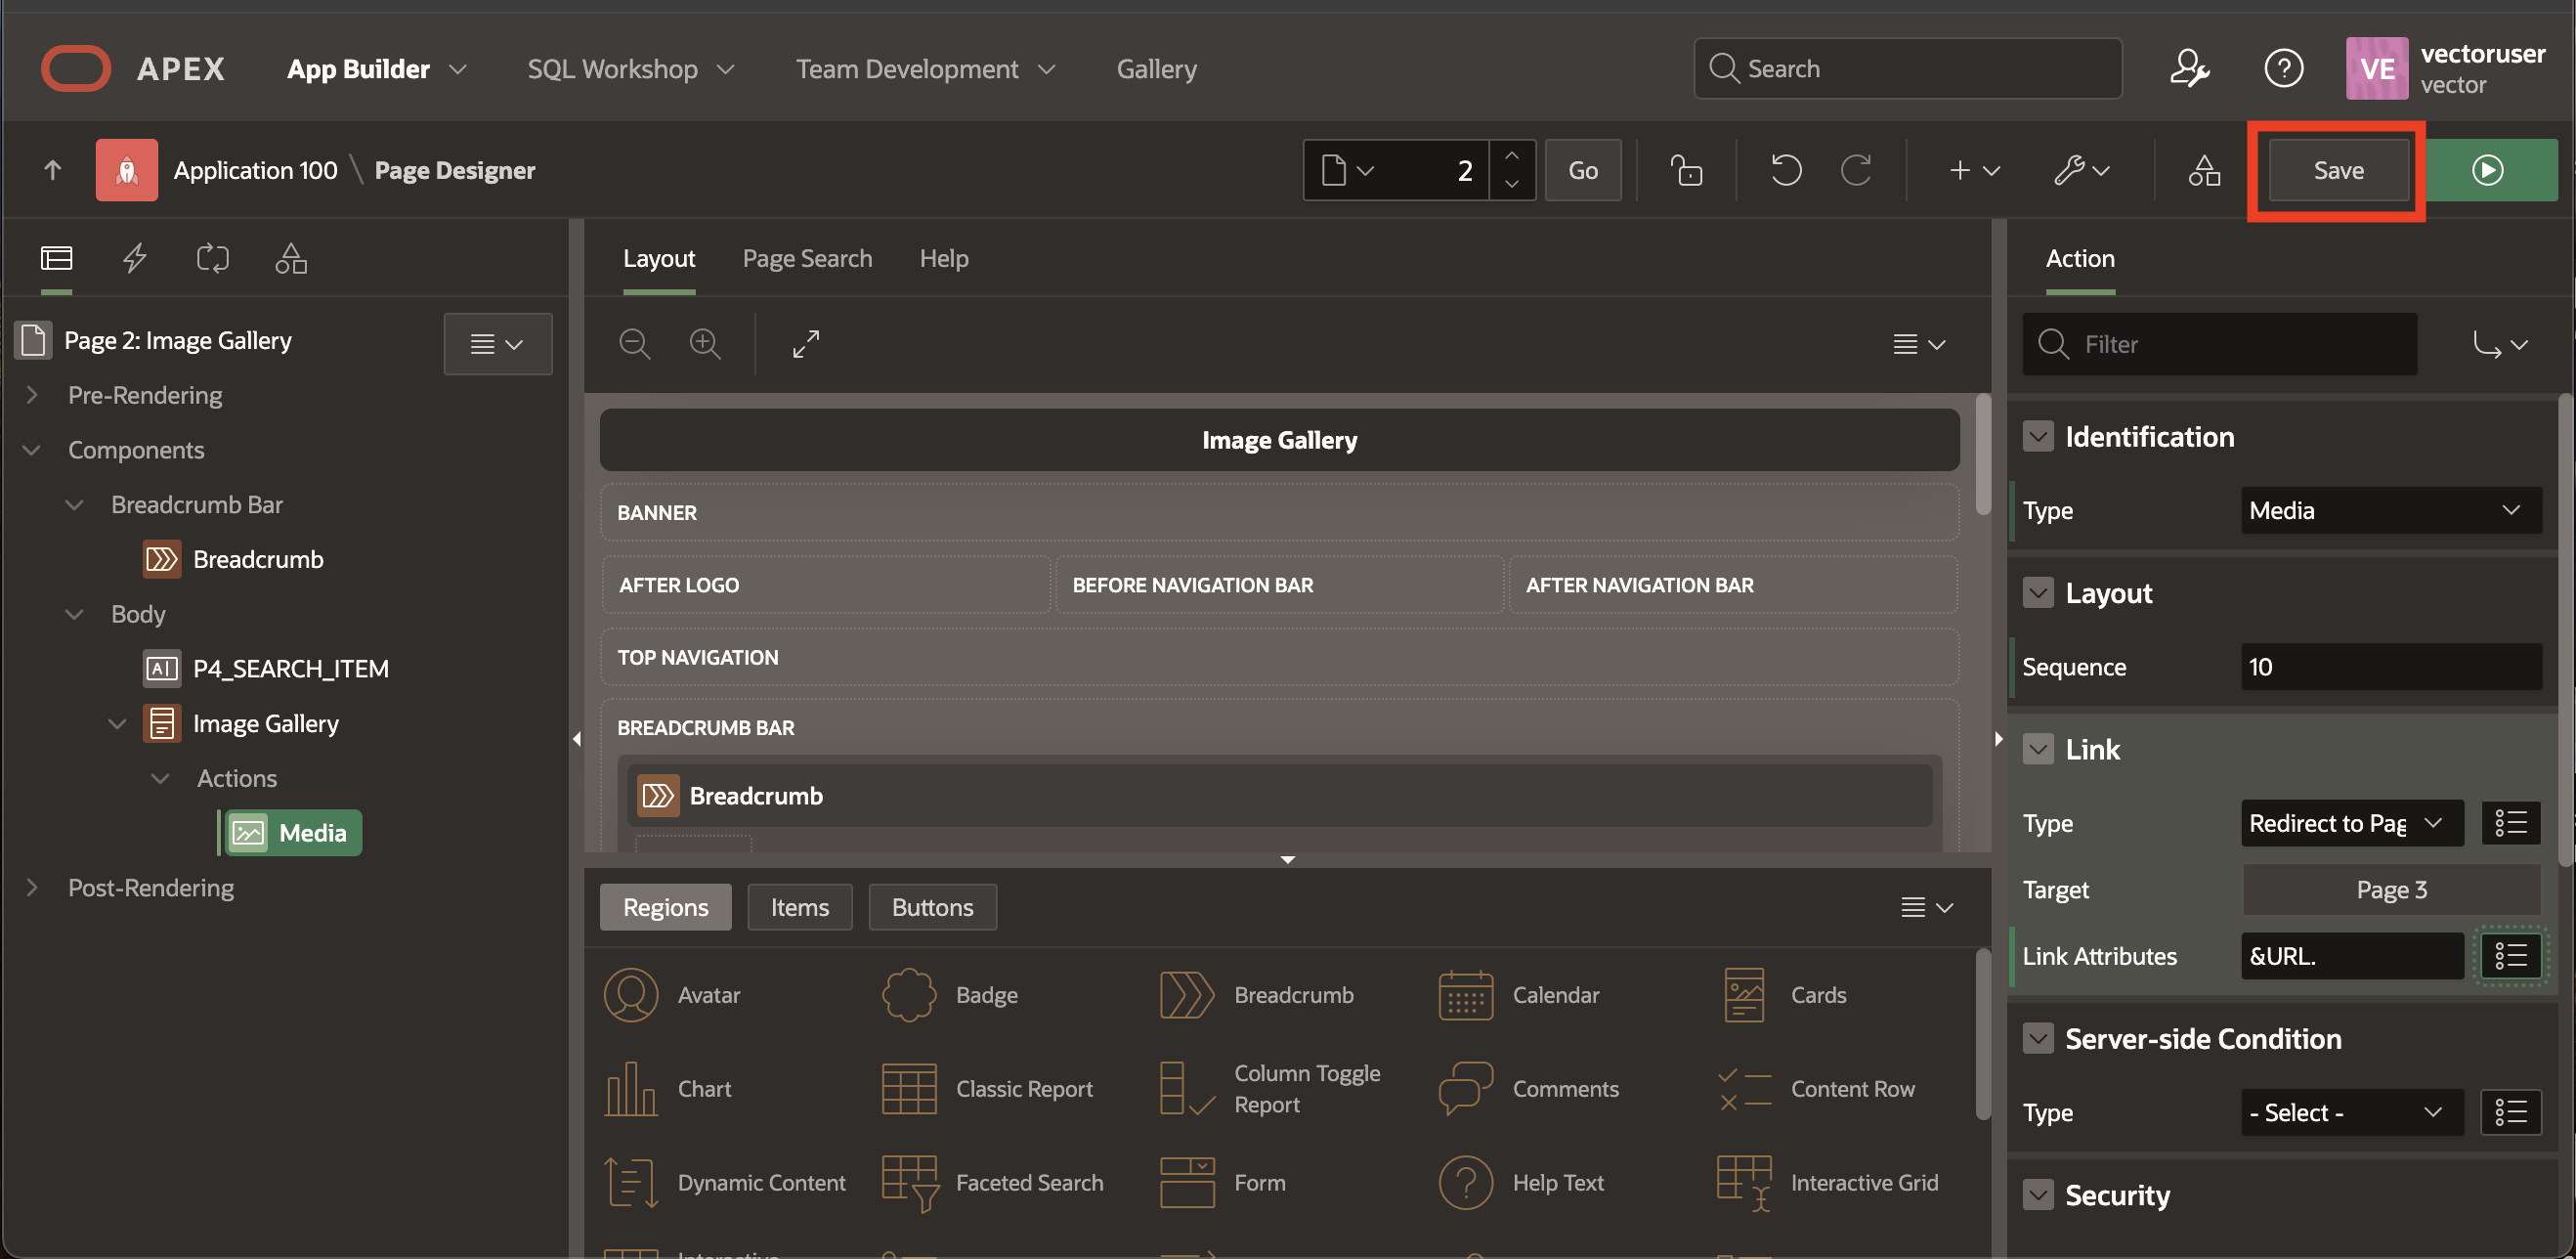 APEX App Builder SQL Workshop Team Development Gallery Search VE vectoruser
vector
Application 100 \ Page Designer 2 Go Save
Layout Page Search Help
Action
Page 2: Image Gallery
Filter
Pre-Rendering
Components
Breadcrumb Bar
Breadcrumb
Body
P4_SEARCH_ITEM
Image Gallery
Actions
Media
Post-Rendering
Image Gallery
BANNER
AFTER LOGO BEFORE NAVIGATION BAR AFTER NAVIGATION BAR
TOP NAVIGATION
BREADCRUMB BAR
Breadcrumb
Regions Items Buttons
Avatar Badge Breadcrumb Calendar Cards
Chart Classic Report Column Toggle
Report Comments Content Row
Dynamic Content Faceted Search Form Help Text Interactive Grid
Identification
Type Media
Layout
Sequence 10
Link
Type Redirect to Pag
Target Page 3
Link Attributes &URL.
Server-side Condition
Type - Select -
Security